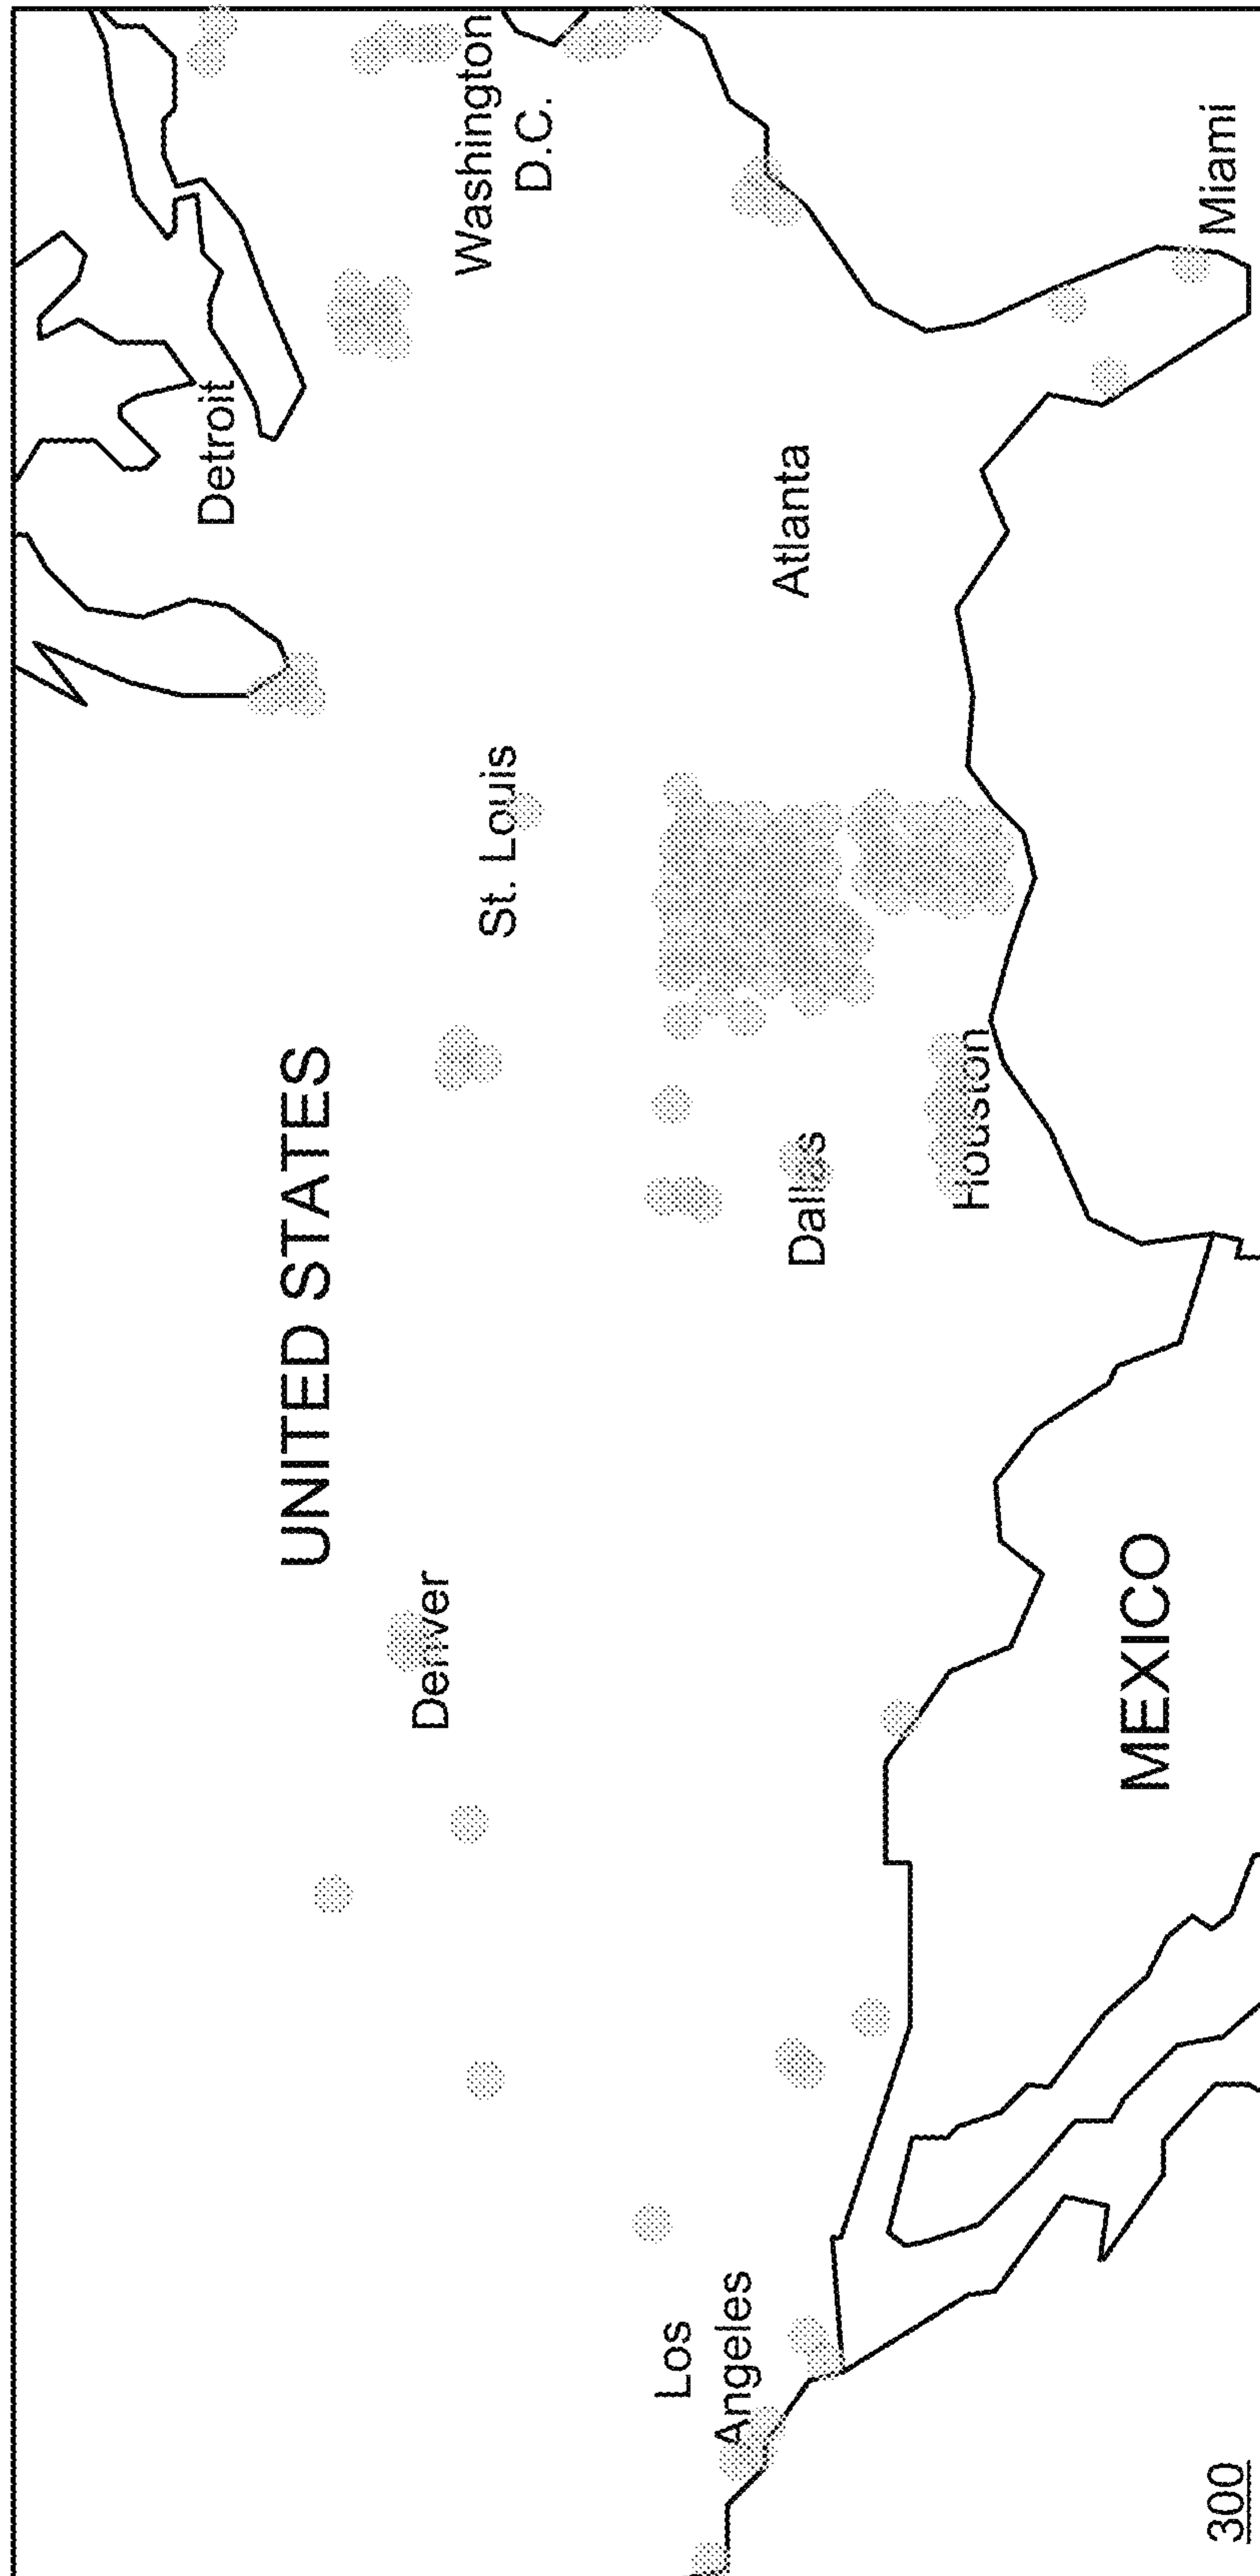 UNITED STATES
Detroit
Denver
St. Louis
Washington
D.C.
Los
Angeles
Dallas
Atlanta
Houston
MEXICO
Miami
300